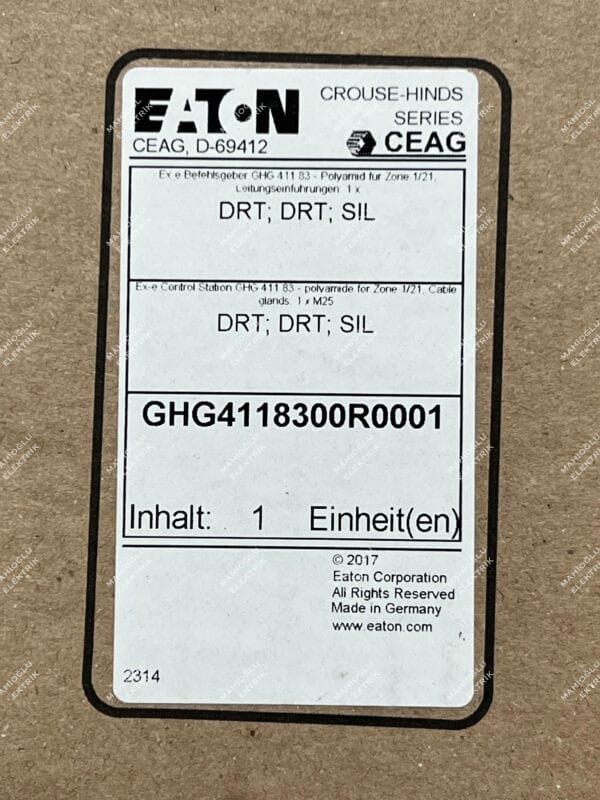 EATON
CROUSE-HINDS
SERIES
CEAG, D-69412
CEAG
Ex-e Befehlsgeber GHG 411 83 - Polyamid für Zone 1/21,
Leitungseinführungen: 1 x
DRT; DRT; SIL
Ex-e Control Station GHG 411 83 - polyamide for Zone 1/21, Cable
glands: 1 x M25
DRT; DRT; SIL
GHG4118300R0001
Inhalt: 1 Einheit(en)
© 2017
Eaton Corporation
All Rights Reserved
Made in Germany
www.eaton.com
2314
MAHİOĞLU
ELEKTRİK